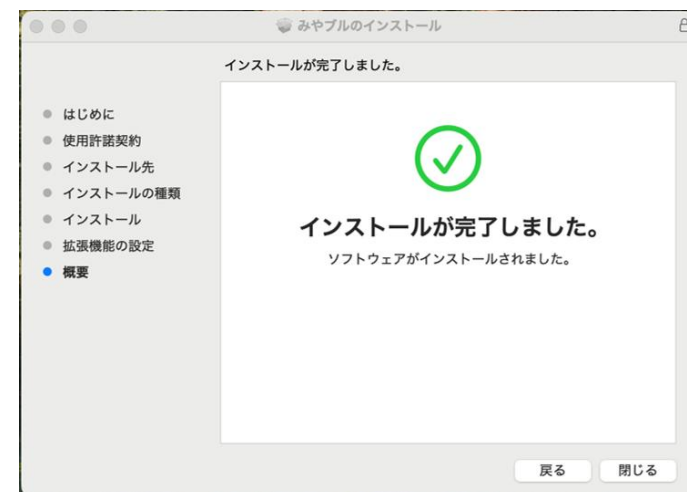 みやブルのインストール
インストールが完了しました。
はじめに
使用許諾契約
インストール先
インストールの種類
インストール
拡張機能の設定
概要
インストールが完了しました。
ソフトウェアがインストールされました。
戻る
閉じる